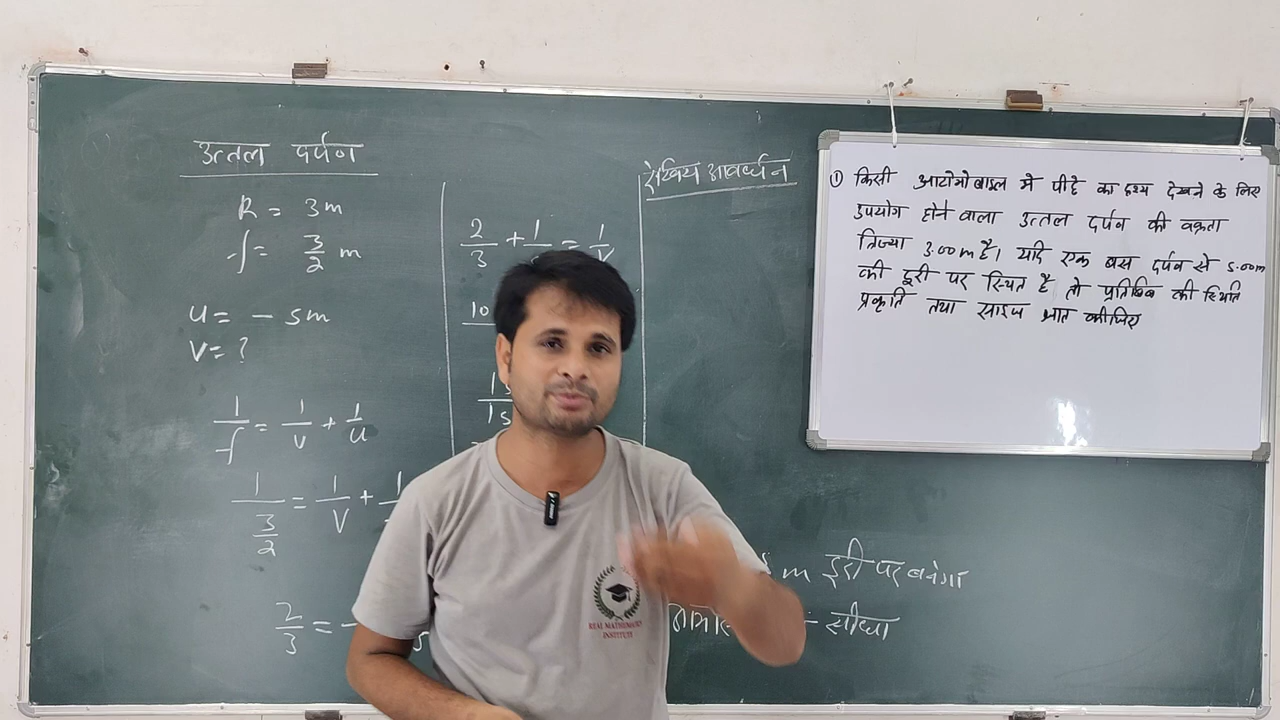 उत्तल दर्पण
R = 3m
f = 3/2 m
u = - 5m
v = ?
1/f = 1/v + 1/u
1/(3/2) = 1/v +
2/3 =
2/3 + 1/ = 1/v
10
रेखिय आवर्धन
m दूरी पर बनेगा
सीधा
① किसी आटोमोबाइल में पीछे का दृश्य देखने के लिए
उपयोग होने वाला उत्तल दर्पण की वक्रता
त्रिज्या 3.00m है। यदि एक बस दर्पण से 5.00m
की दूरी पर स्थित है तो प्रतिबिंब की स्थिति
प्रकृति तथा साइज ज्ञात कीजिए
REAL MATHEMATICS
INSTITUTE